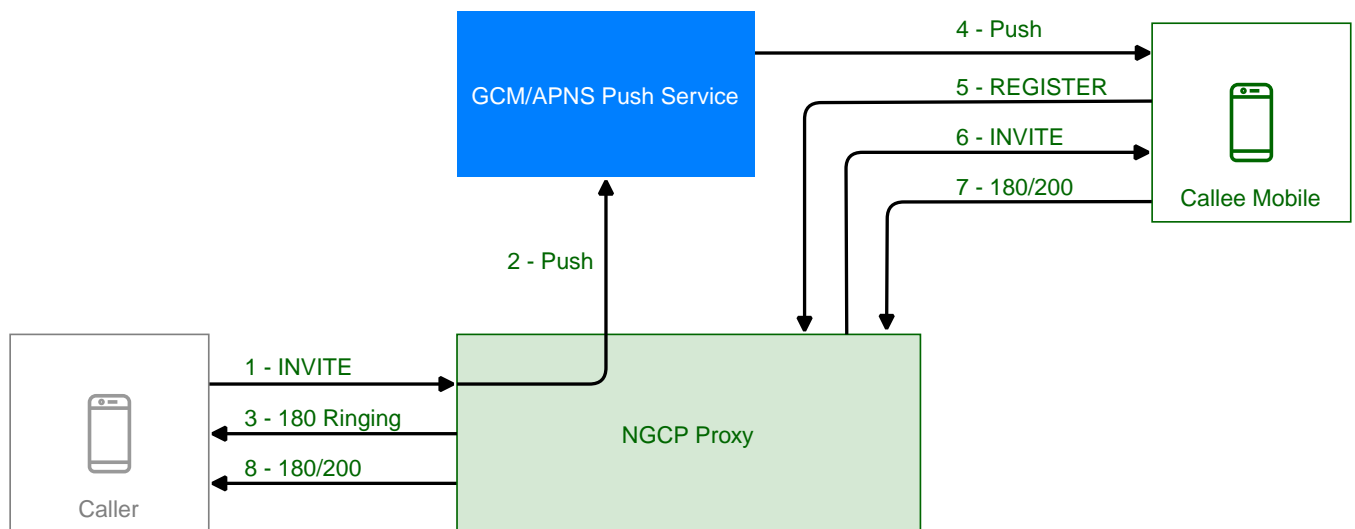 4 - Push
GCM/APNS Push Service
5 - REGISTER
6 - INVITE
7 - 180/200
Callee Mobile
2 - Push
1 - INVITE
3 - 180 Ringing
NGCP Proxy
8 - 180/200
Caller